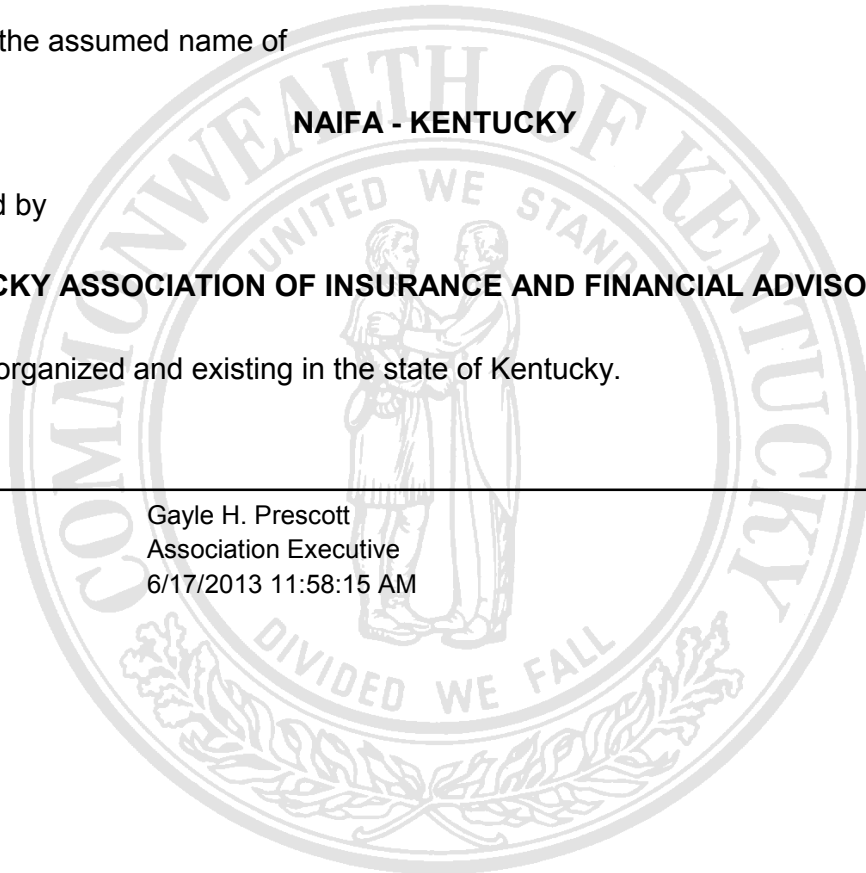 the assumed name of
NAIFA - KENTUCKY
d by
CKY ASSOCIATION OF INSURANCE AND FINANCIAL ADVISO
organized and existing in the state of Kentucky.
Gayle H. Prescott
Association Executive
6/17/2013 11:58:15 AM
COMMONWEALTH OF KENTUCKY
UNITED WE STAND
DIVIDED WE FALL